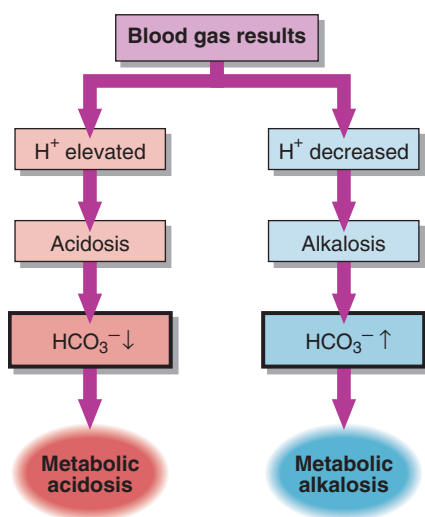 Blood gas results
H⁺ elevated
H⁺ decreased
Acidosis
Alkalosis
HCO₃⁻ ↓
HCO₃⁻ ↑
Metabolic
acidosis
Metabolic
alkalosis